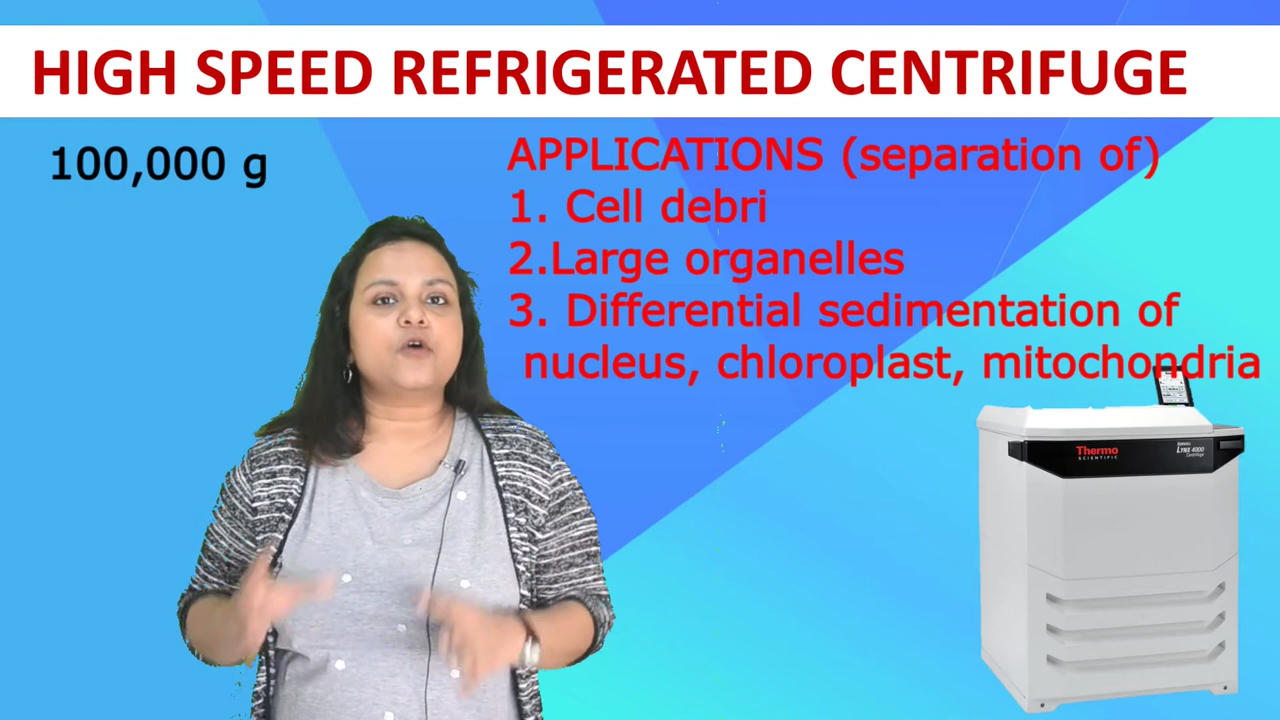 HIGH SPEED REFRIGERATED CENTRIFUGE
100,000 g
APPLICATIONS (separation of)
1. Cell debri
2.Large organelles
3. Differential sedimentation of
nucleus, chloroplast, mitochondria
Thermo
SCIENTIFIC
LYNX 4000
Centrifuge